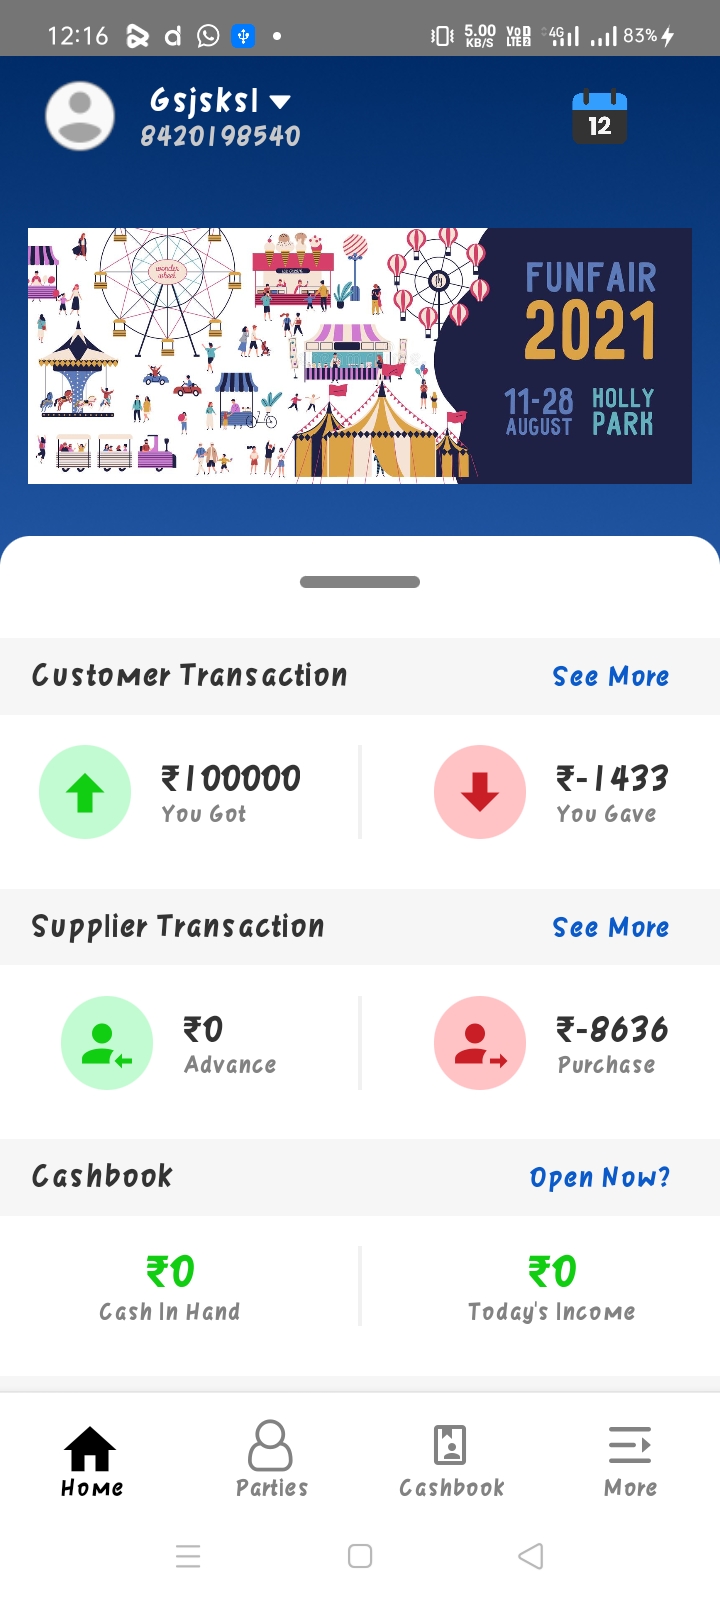 12:16 5.00 KB/S VoD LTE2 4G 83%
Gsjsksl
8420198540
12
wonder wheel
FUNFAIR
2021
11-28 HOLLY
AUGUST PARK
Customer Transaction See More
₹100000 ₹-1433
You Got You Gave
Supplier Transaction See More
₹0 ₹-8636
Advance Purchase
Cashbook Open Now?
₹0 ₹0
Cash In Hand Today's Income
Home Parties Cashbook More